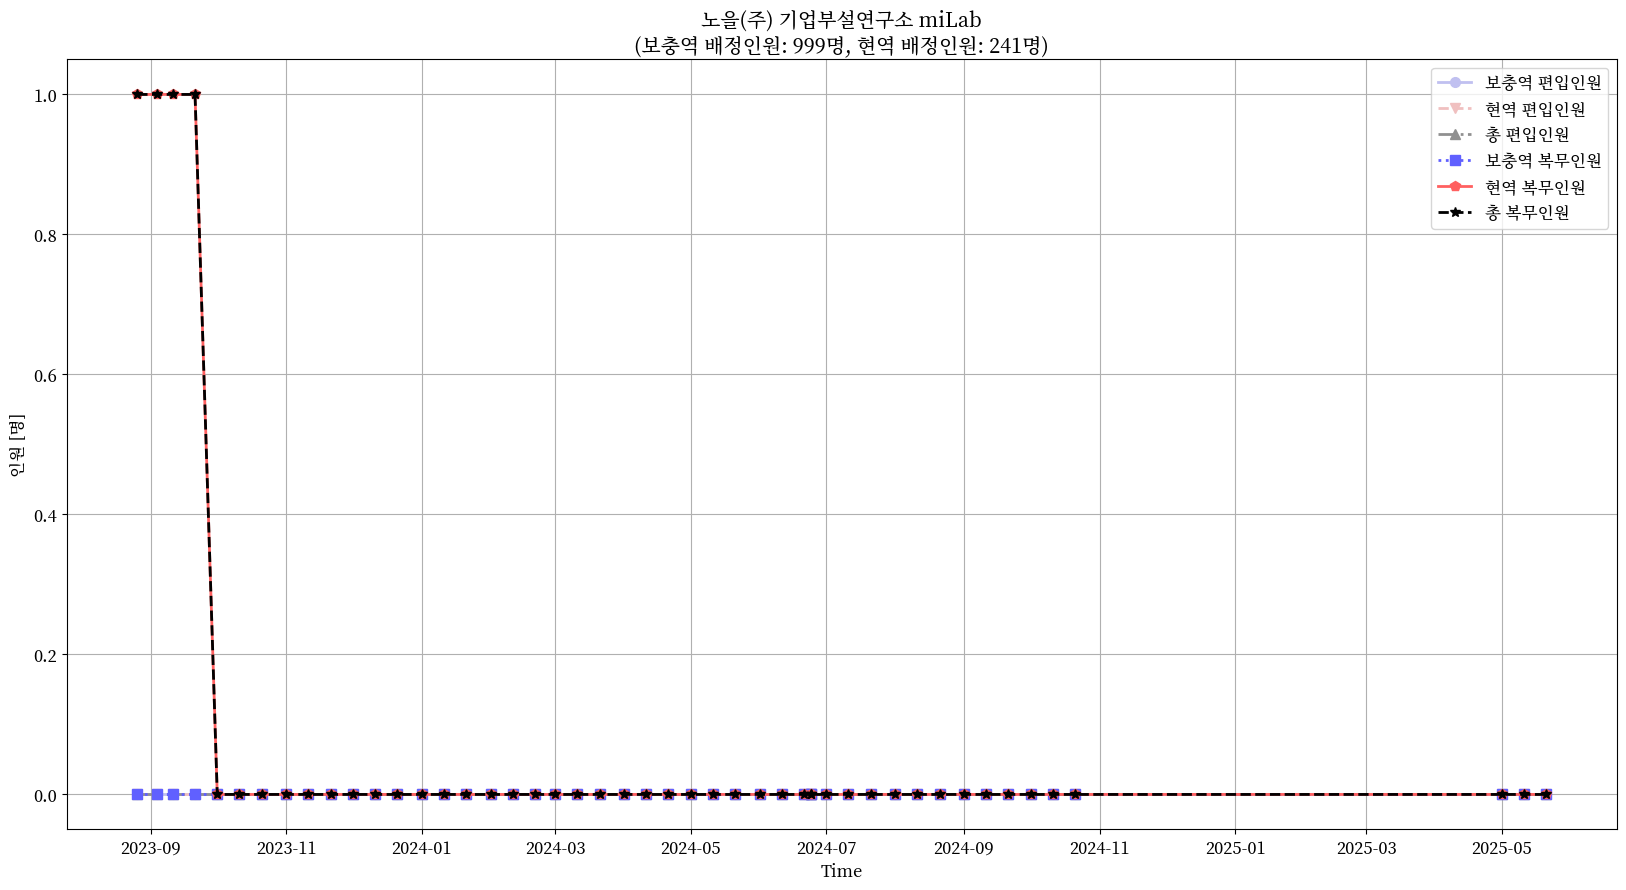 노을(주) 기업부설연구소 miLab
(보충역 배정인원: 999명, 현역 배정인원: 241명)
보충역 편입인원
현역 편입인원
총 편입인원
보충역 복무인원
현역 복무인원
총 복무인원
인원 [명]
1.0
0.8
0.6
0.4
0.2
0.0
2023-09
2023-11
2024-01
2024-03
2024-05
2024-07
2024-09
2024-11
2025-01
2025-03
2025-05
Time